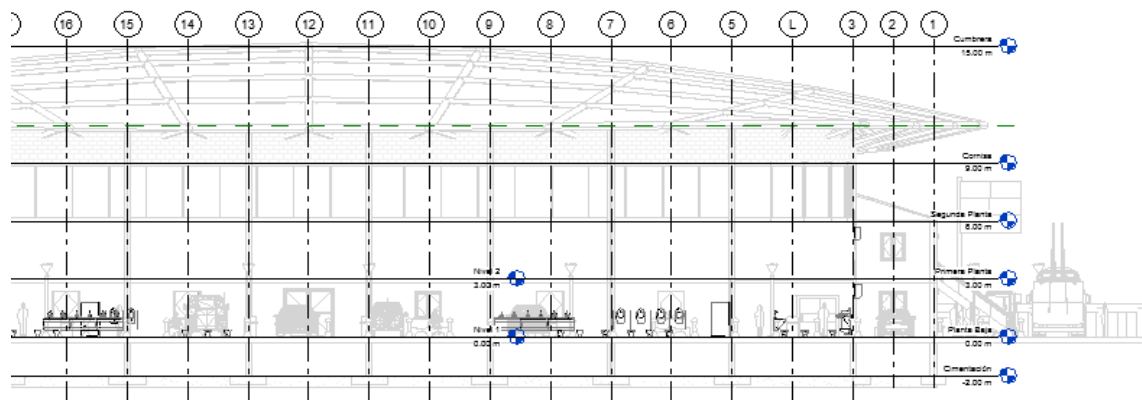 16 15 14 13 12 11 10 9 8 7 6 5 L 3 2 1
Cumbrera
15.00 m
Cornisa
9.00 m
Segunda Planta
6.00 m
Nivel 2
3.00 m
Primera Planta
3.00 m
Nivel 1
0.00 m
Planta Baja
0.00 m
Cimentación
-2.00 m